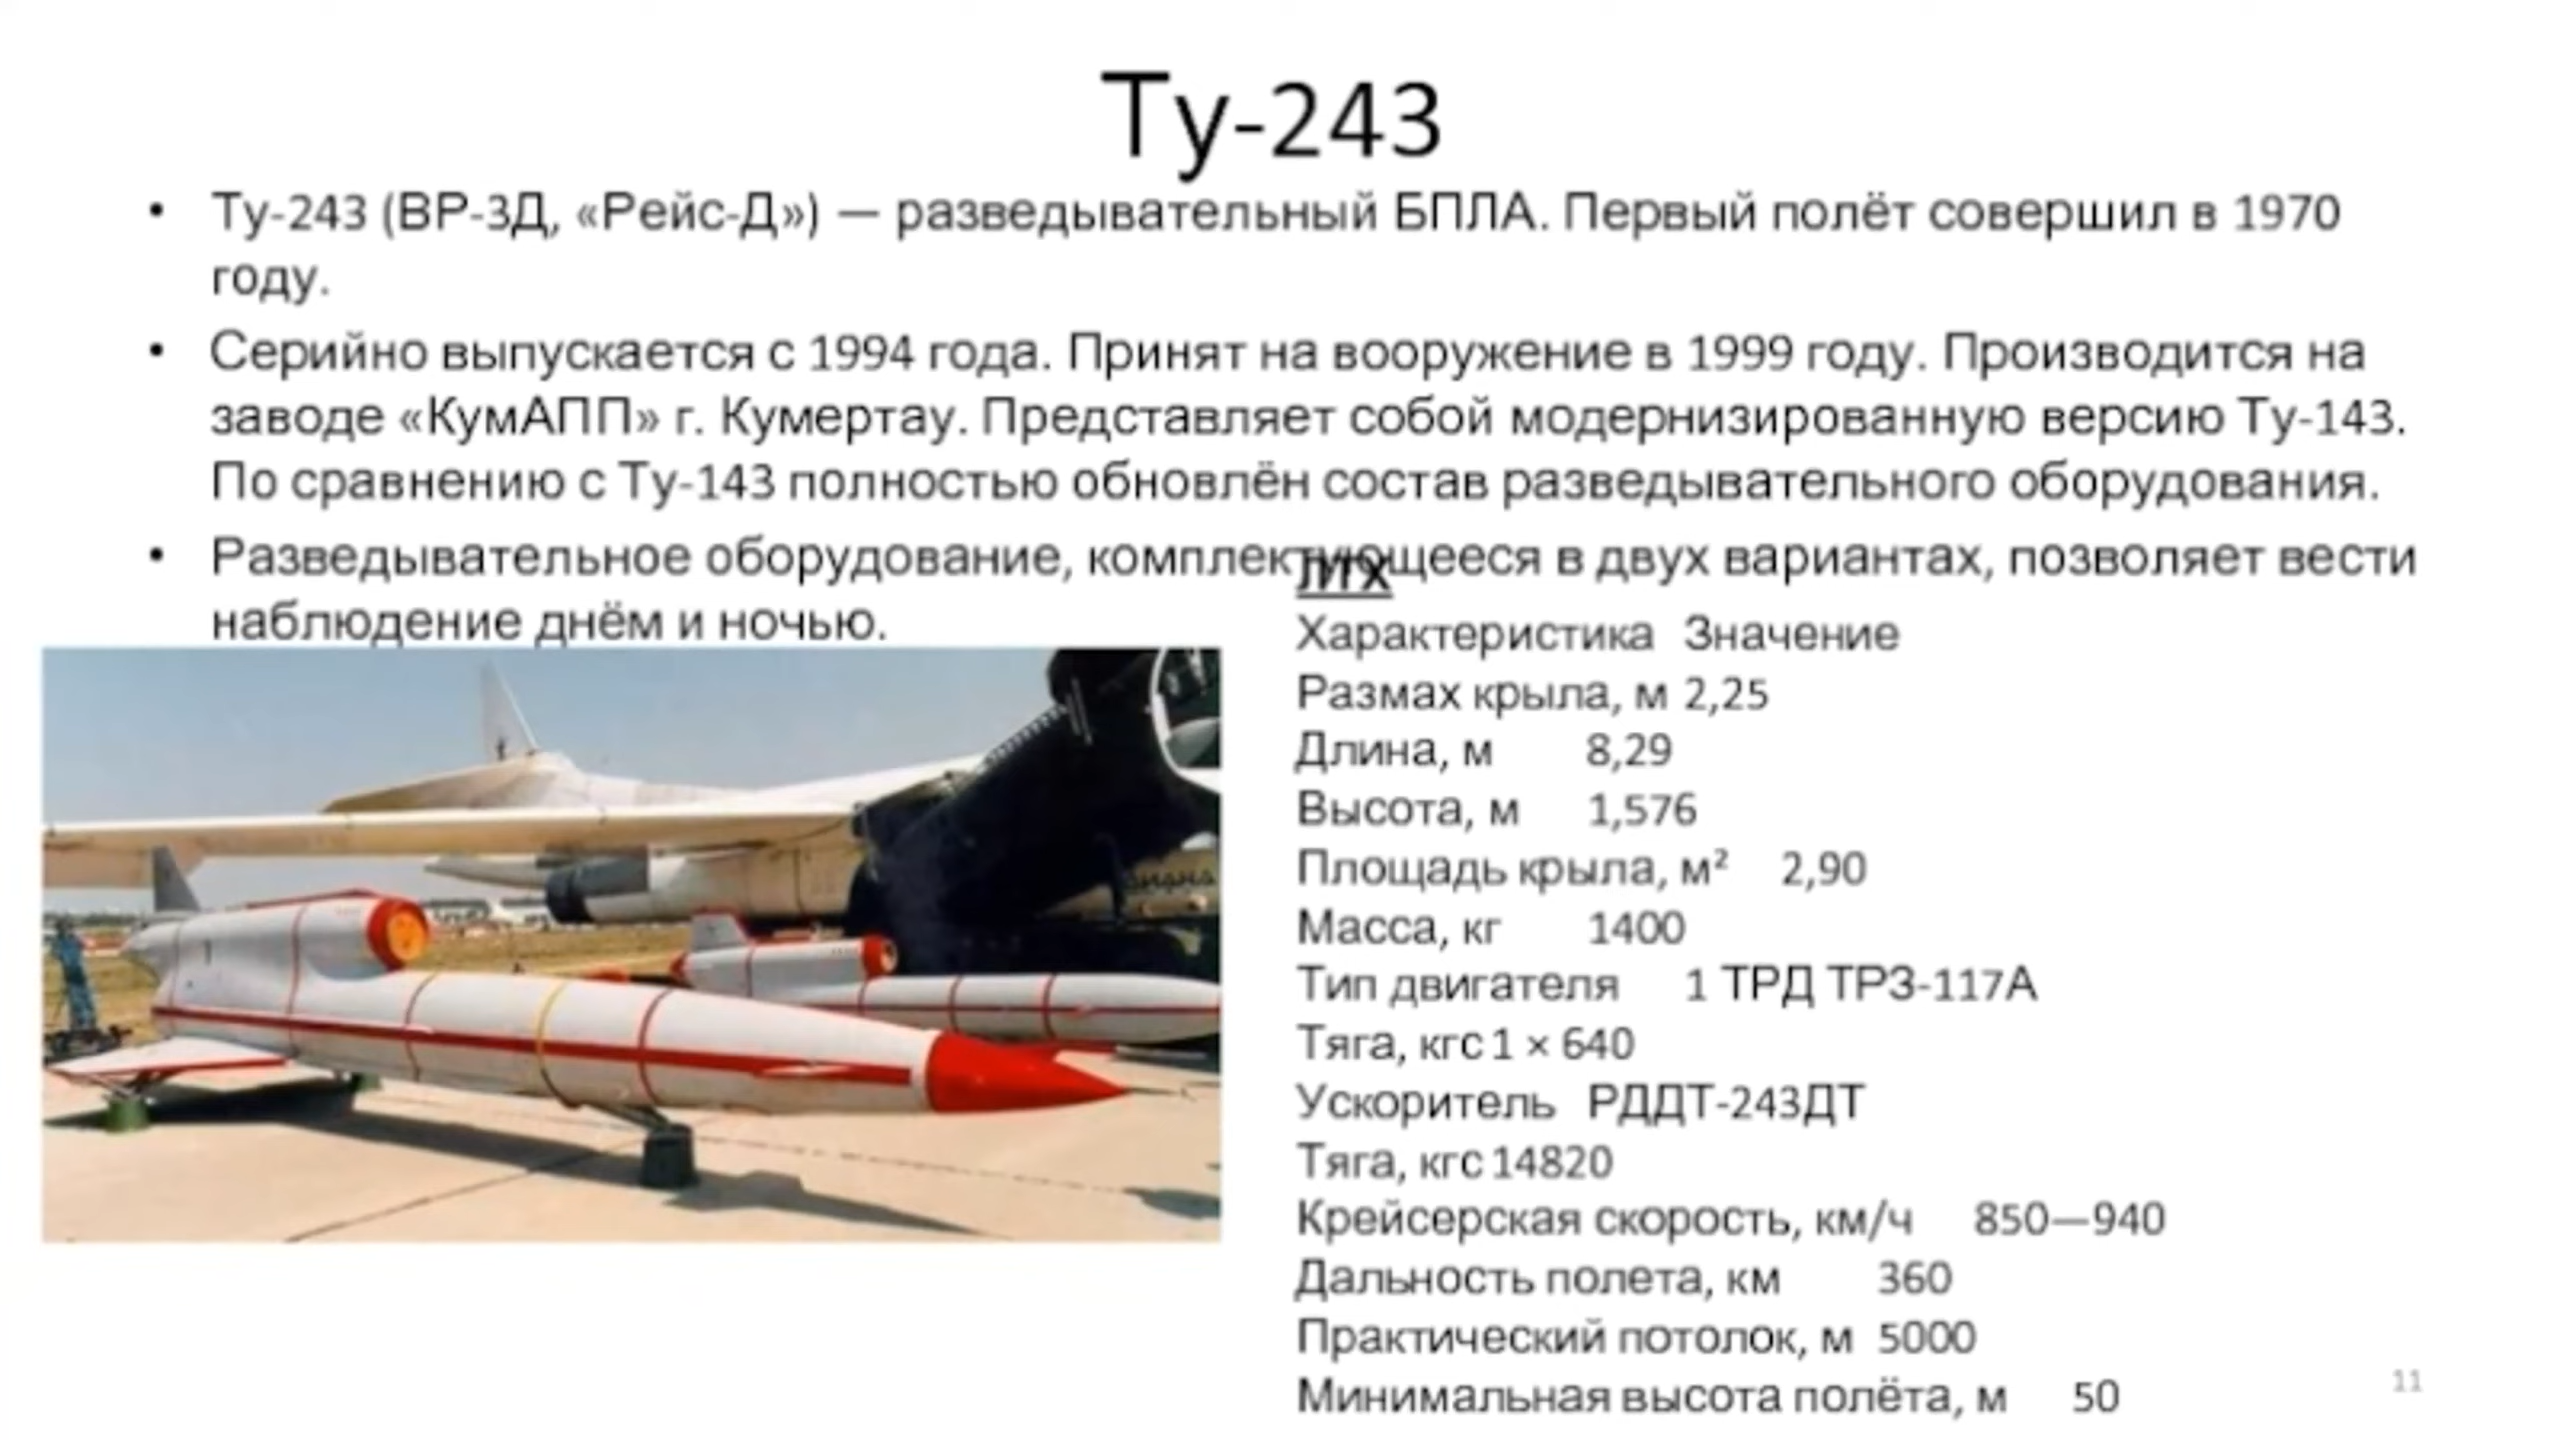 Ту-243
• Ту-243 (ВР-3Д, «Рейс-Д») — разведывательный БПЛА. Первый полёт совершил в 1970
году.
• Серийно выпускается с 1994 года. Принят на вооружение в 1999 году. Производится на
заводе «КумАПП» г. Кумертау. Представляет собой модернизированную версию Ту-143.
По сравнению с Ту-143 полностью обновлён состав разведывательного оборудования.
• Разведывательное оборудование, комплектующееся в двух вариантах, позволяет вести
наблюдение днём и ночью.
ЛТХ
Характеристика Значение
Размах крыла, м 2,25
Длина, м 8,29
Высота, м 1,576
Площадь крыла, м² 2,90
Масса, кг 1400
Тип двигателя 1 ТРД ТРЗ-117А
Тяга, кгс 1 × 640
Ускоритель РДДТ-243ДТ
Тяга, кгс 14820
Крейсерская скорость, км/ч 850—940
Дальность полета, км 360
Практический потолок, м 5000
Минимальная высота полёта, м 50
11